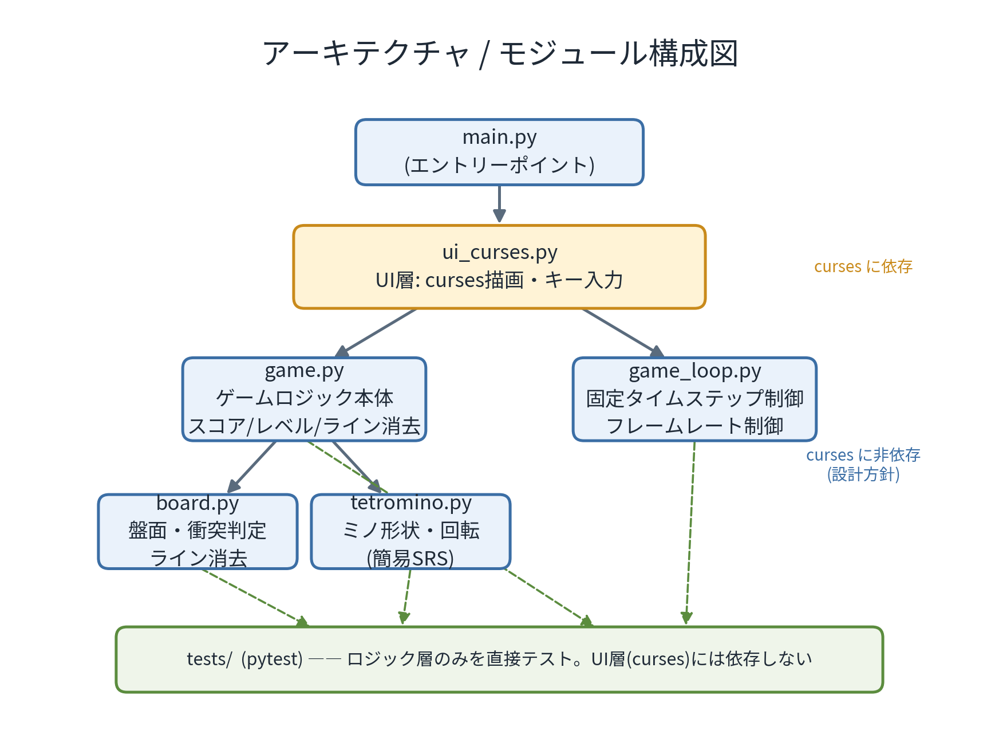 アーキテクチャ / モジュール構成図
main.py
(エントリーポイント)
ui_curses.py
UI層: curses描画・キー入力
curses に依存
game.py
ゲームロジック本体
スコア/レベル/ライン消去
game_loop.py
固定タイムステップ制御
フレームレート制御
curses に非依存
(設計方針)
board.py
盤面・衝突判定
ライン消去
tetromino.py
ミノ形状・回転
(簡易SRS)
tests/ (pytest) —— ロジック層のみを直接テスト。UI層(curses)には依存しない